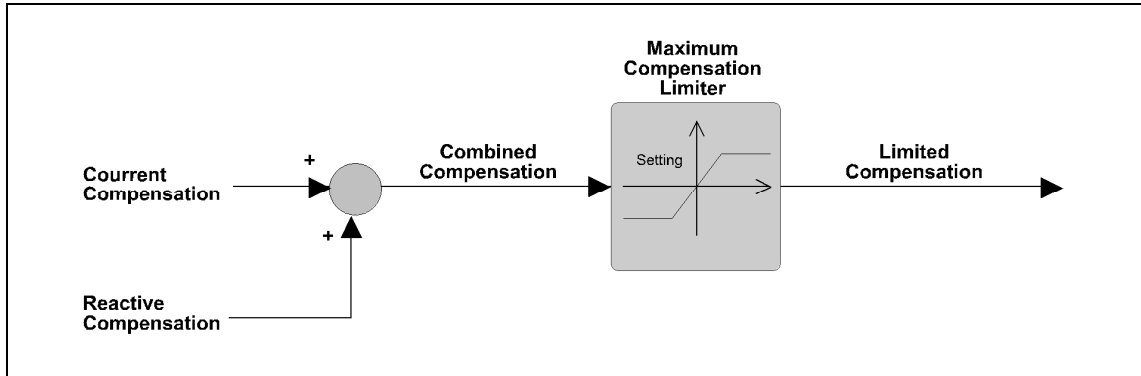 Maximum
Compensation
Limiter
+
Combined
Compensation
Setting
Limited
Compensation
Courrent
Compensation
+
Reactive
Compensation